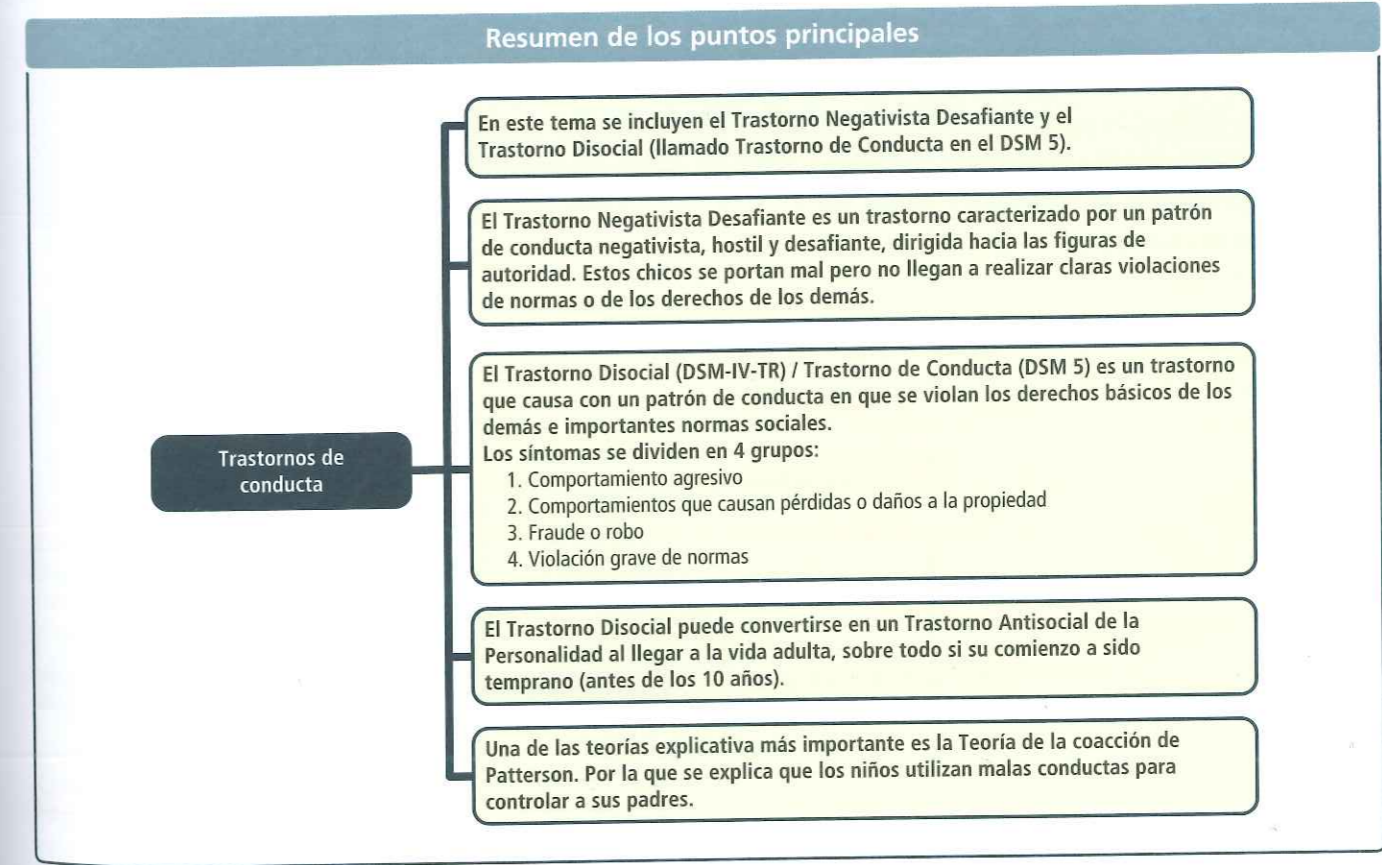 Resumen de los puntos principales
En este tema se incluyen el Trastorno Negativista Desafiante y el
Trastorno Disocial (llamado Trastorno de Conducta en el DSM 5).
El Trastorno Negativista Desafiante es un trastorno caracterizado por un patrón
de conducta negativista, hostil y desafiante, dirigida hacia las figuras de
autoridad. Estos chicos se portan mal pero no llegan a realizar claras violaciones
de normas o de los derechos de los demás.
El Trastorno Disocial (DSM-IV-TR) / Trastorno de Conducta (DSM 5) es un trastorno
que causa con un patrón de conducta en que se violan los derechos básicos de los
demás e importantes normas sociales.
Los síntomas se dividen en 4 grupos:
1. Comportamiento agresivo
2. Comportamientos que causan pérdidas o daños a la propiedad
3. Fraude o robo
4. Violación grave de normas
Trastornos de
conducta
El Trastorno Disocial puede convertirse en un Trastorno Antisocial de la
Personalidad al llegar a la vida adulta, sobre todo si su comienzo a sido
temprano (antes de los 10 años).
Una de las teorías explicativa más importante es la Teoría de la coacción de
Patterson. Por la que se explica que los niños utilizan malas conductas para
controlar a sus padres.